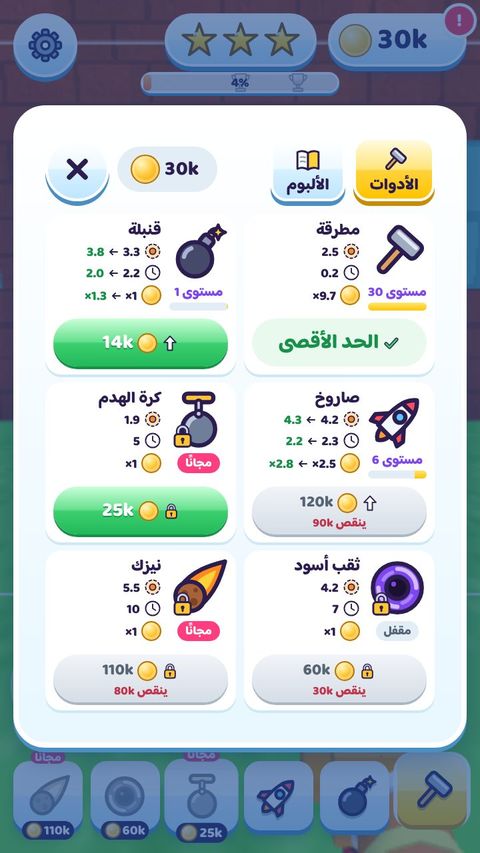 30k
!
4%
30k
الألبوم
الأدوات
مطرقة
2.5
0.2
×9.7
مستوى 30
الحد الأقصى
قنبلة
3.3 ← 3.8
2.2 ← 2.0
×1 ← ×1.3
مستوى 1
14k
صاروخ
4.2 ← 4.3
2.3 ← 2.2
×2.5 ← ×2.8
مستوى 6
120k
ينقص 90k
كرة الهدم
1.9
5
×1
مجانًا
25k
ثقب أسود
4.2
7
×1
مقفل
60k
ينقص 30k
نيزك
5.5
10
×1
مجانًا
110k
ينقص 80k
مجانًا
مجانًا
25k
60k
110k